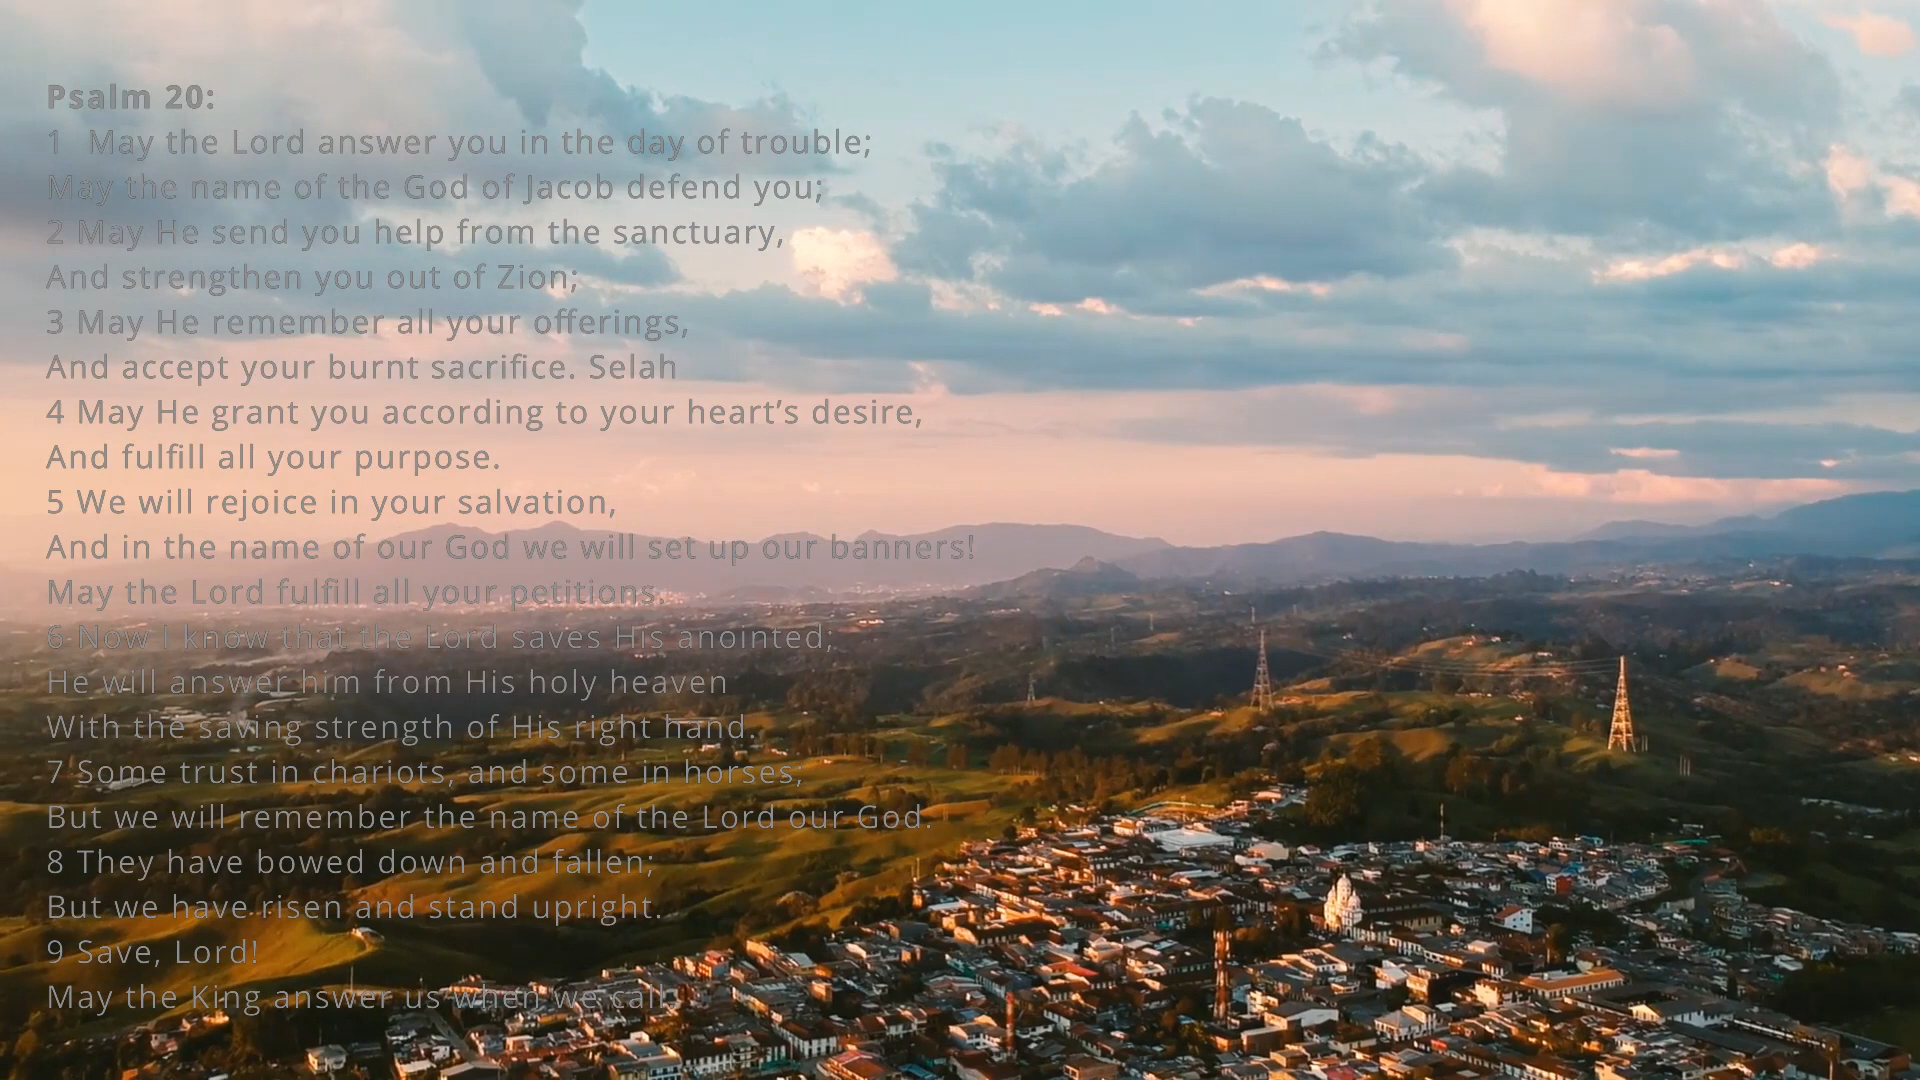 Psalm 20:
1 May the Lord answer you in the day of trouble;
May the name of the God of Jacob defend you;
2 May He send you help from the sanctuary,
And strengthen you out of Zion;
3 May He remember all your offerings,
And accept your burnt sacrifice. Selah
4 May He grant you according to your heart’s desire,
And fulfill all your purpose.
5 We will rejoice in your salvation,
And in the name of our God we will set up our banners!
May the Lord fulfill all your petitions.
6 Now I know that the Lord saves His anointed;
He will answer him from His holy heaven
With the saving strength of His right hand.
7 Some trust in chariots, and some in horses;
But we will remember the name of the Lord our God.
8 They have bowed down and fallen;
But we have risen and stand upright.
9 Save, Lord!
May the King answer us when we call.